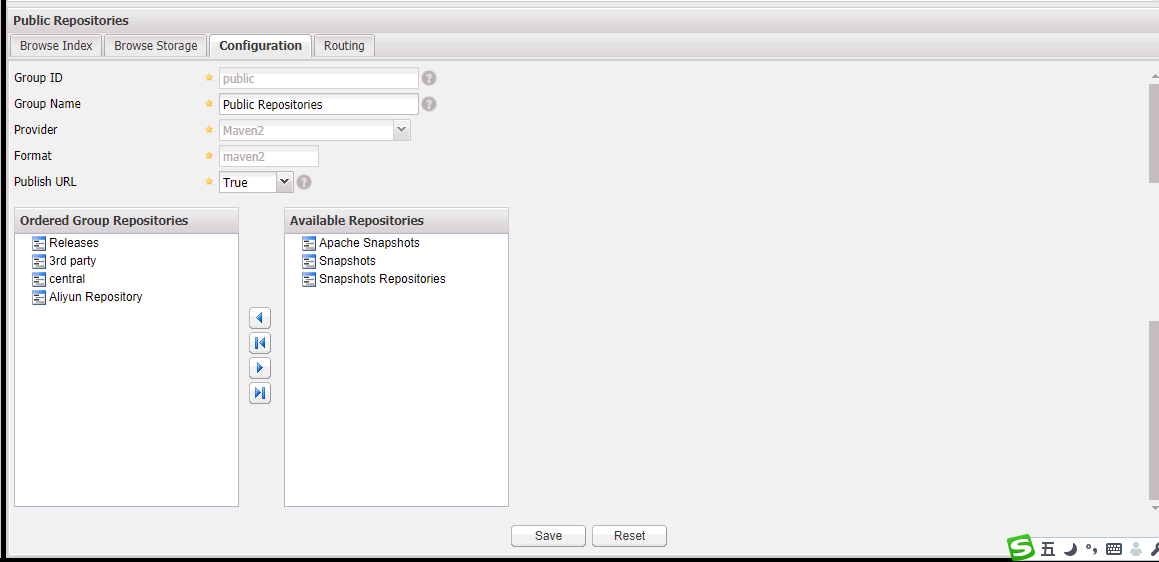 Public Repositories
Browse Index Browse Storage Configuration Routing
Group ID public ?
Group Name Public Repositories ?
Provider Maven2
Format maven2
Publish URL True ?
Ordered Group Repositories
Releases
3rd party
central
Aliyun Repository
Available Repositories
Apache Snapshots
Snapshots
Snapshots Repositories
Save Reset
S 五